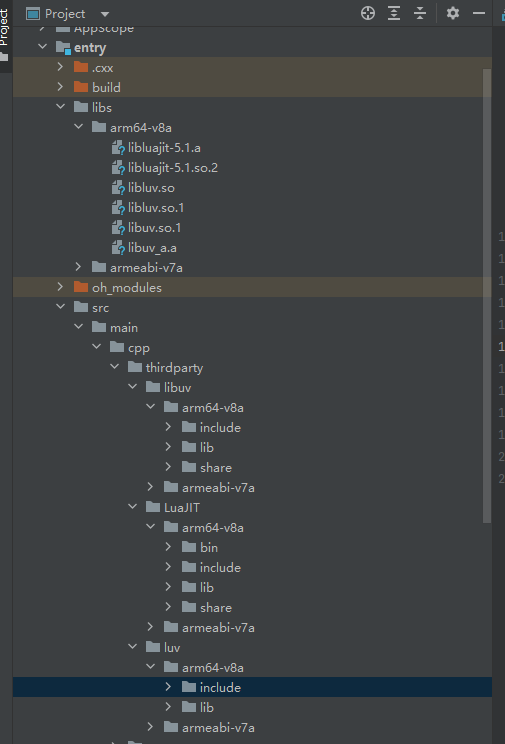 Project
Project
AppScope
entry
.cxx
build
libs
arm64-v8a
libluajit-5.1.a
libluajit-5.1.so.2
libluv.so
libluv.so.1
libuv.so.1
libuv_a.a
armeabi-v7a
oh_modules
src
main
cpp
thirdparty
libuv
arm64-v8a
include
lib
share
armeabi-v7a
LuaJIT
arm64-v8a
bin
include
lib
share
armeabi-v7a
luv
arm64-v8a
include
lib
armeabi-v7a